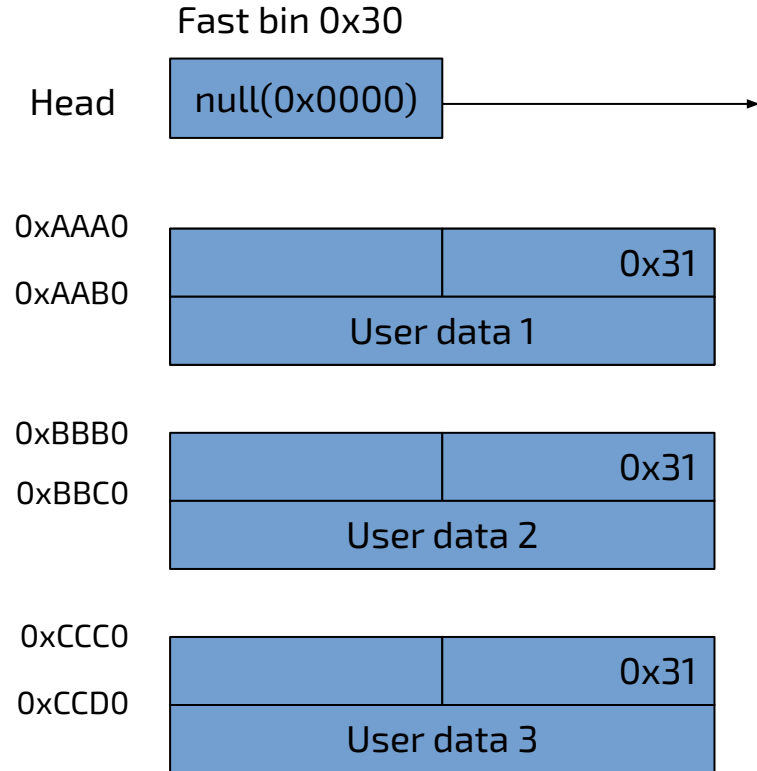 Fast bin 0x30
Head
null(0x0000)
0xAAA0
0x31
0xAAB0
User data 1
0xBBB0
0x31
0xBBC0
User data 2
0xCCC0
0x31
0xCCD0
User data 3